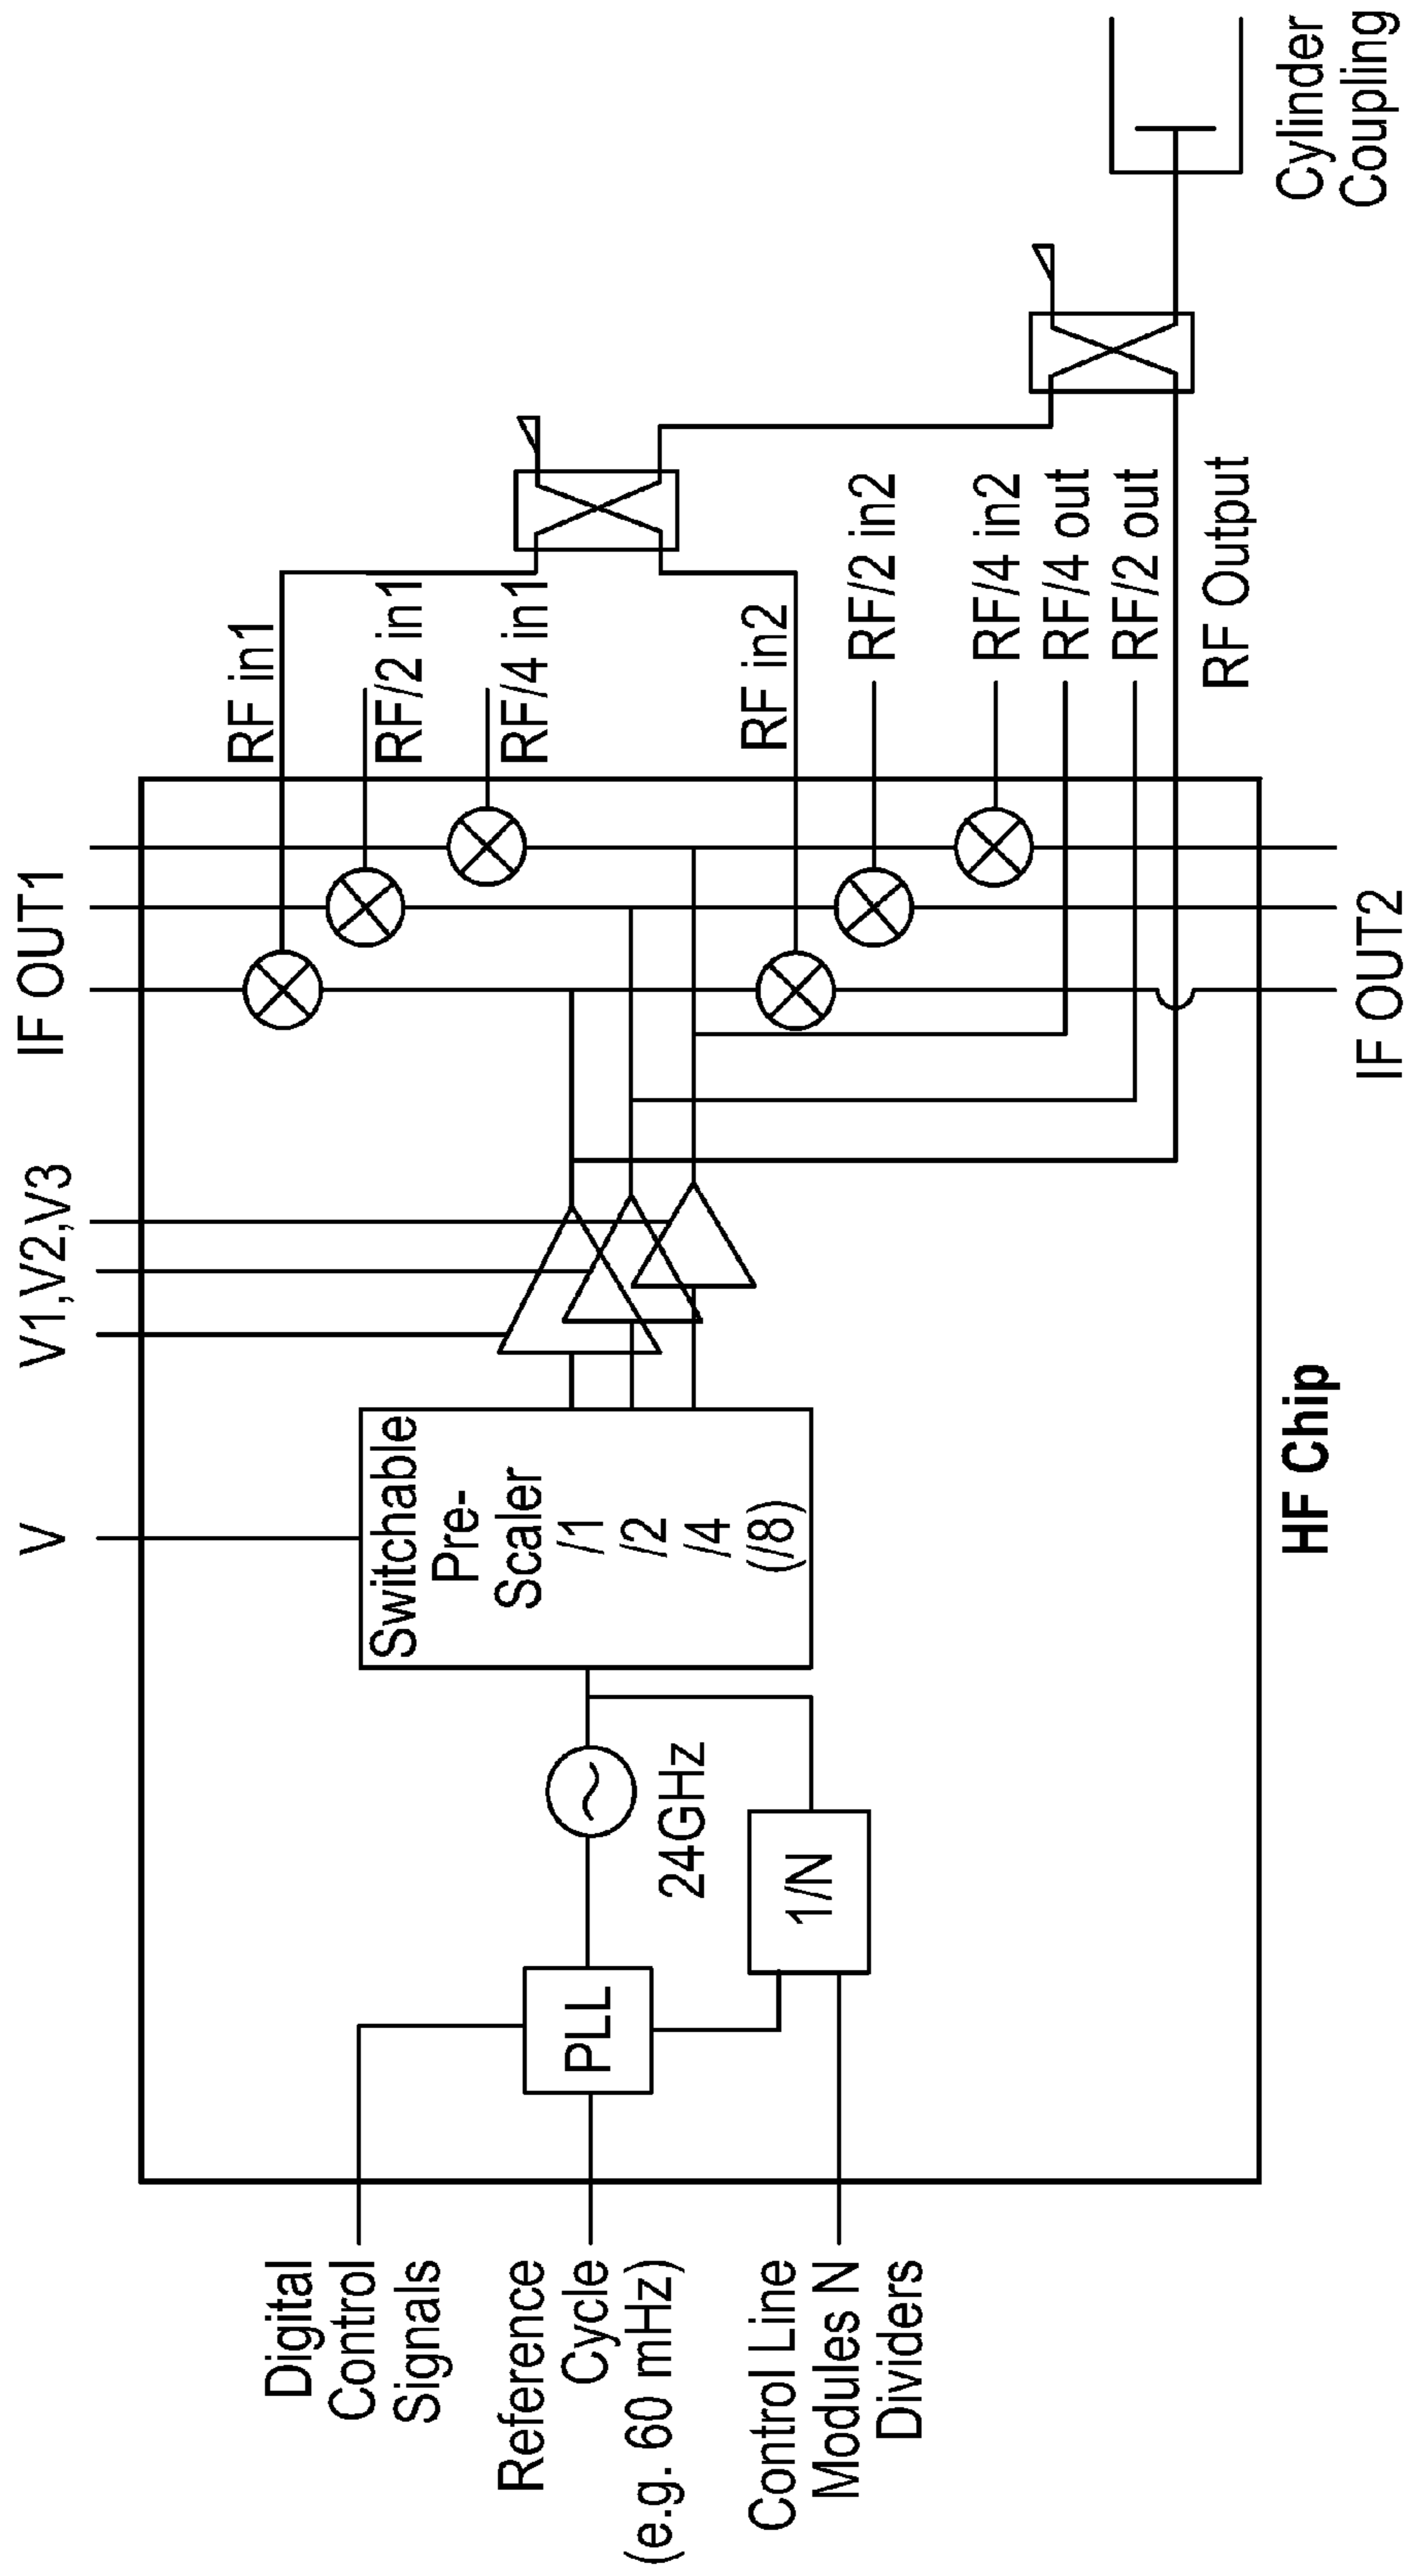 Digital
Control
Signals
Reference
Cycle
(e.g. 60 mHz)
Control Line
Modules N
Dividers
PLL
24GHz
1/N
V
Switchable
Pre-
Scaler
/1
/2
/4
(/8)
V1,V2,V3
IF OUT1
RF in1
RF/2 in1
RF/4 in1
RF in2
RF/2 in2
RF/4 in2
RF/4 out
RF/2 out
RF Output
IF OUT2
HF Chip
Cylinder
Coupling